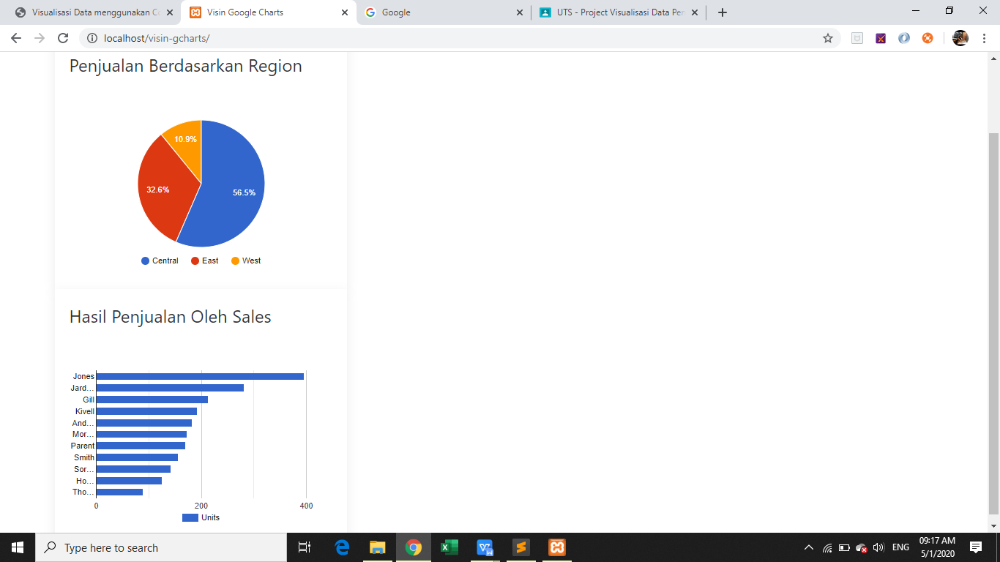 Visualisasi Data menggunakan Co
Visin Google Charts
Google
UTS - Project Visualisasi Data Pen
localhost/visin-gcharts/
Penjualan Berdasarkan Region
10.9%
32.6%
56.5%
Central
East
West
Hasil Penjualan Oleh Sales
Jones
Jard...
Gill
Kivell
And...
Mor...
Parent
Smith
Sor...
Ho...
Tho...
0 200 400
Units
Type here to search
ENG
09:17 AM
5/1/2020